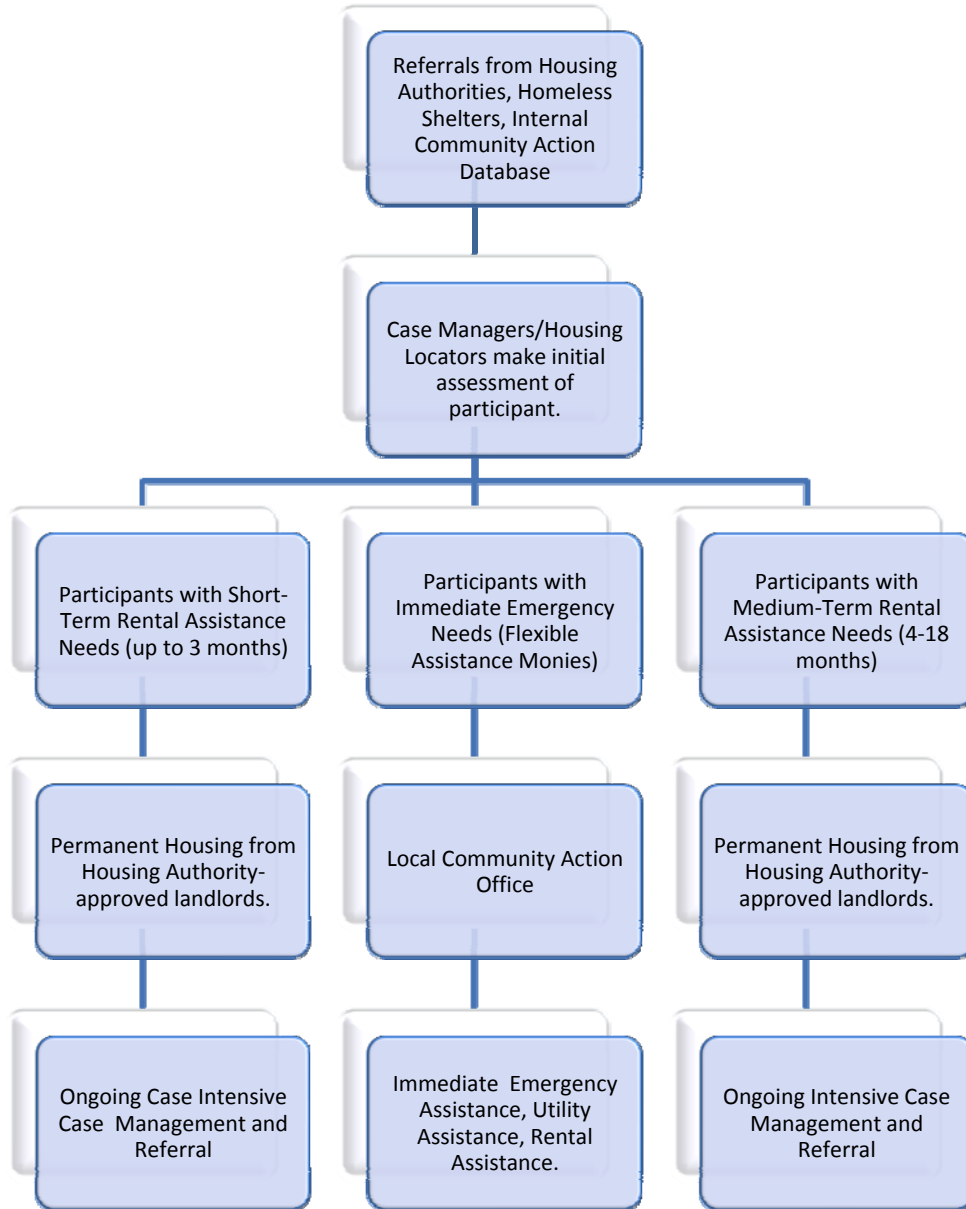 Referrals from Housing
Authorities, Homeless
Shelters, Internal
Community Action
Database
Case Managers/Housing
Locators make initial
assessment of
participant.
Participants with Short-
Term Rental Assistance
Needs (up to 3 months)
Participants with
Immediate Emergency
Needs (Flexible
Assistance Monies)
Participants with
Medium-Term Rental
Assistance Needs (4-18
months)
Permanent Housing from
Housing Authority-
approved landlords.
Local Community Action
Office
Permanent Housing from
Housing Authority-
approved landlords.
Ongoing Case Intensive
Case  Management and
Referral
Immediate  Emergency
Assistance, Utility
Assistance, Rental
Assistance.
Ongoing Intensive Case
Management and
Referral